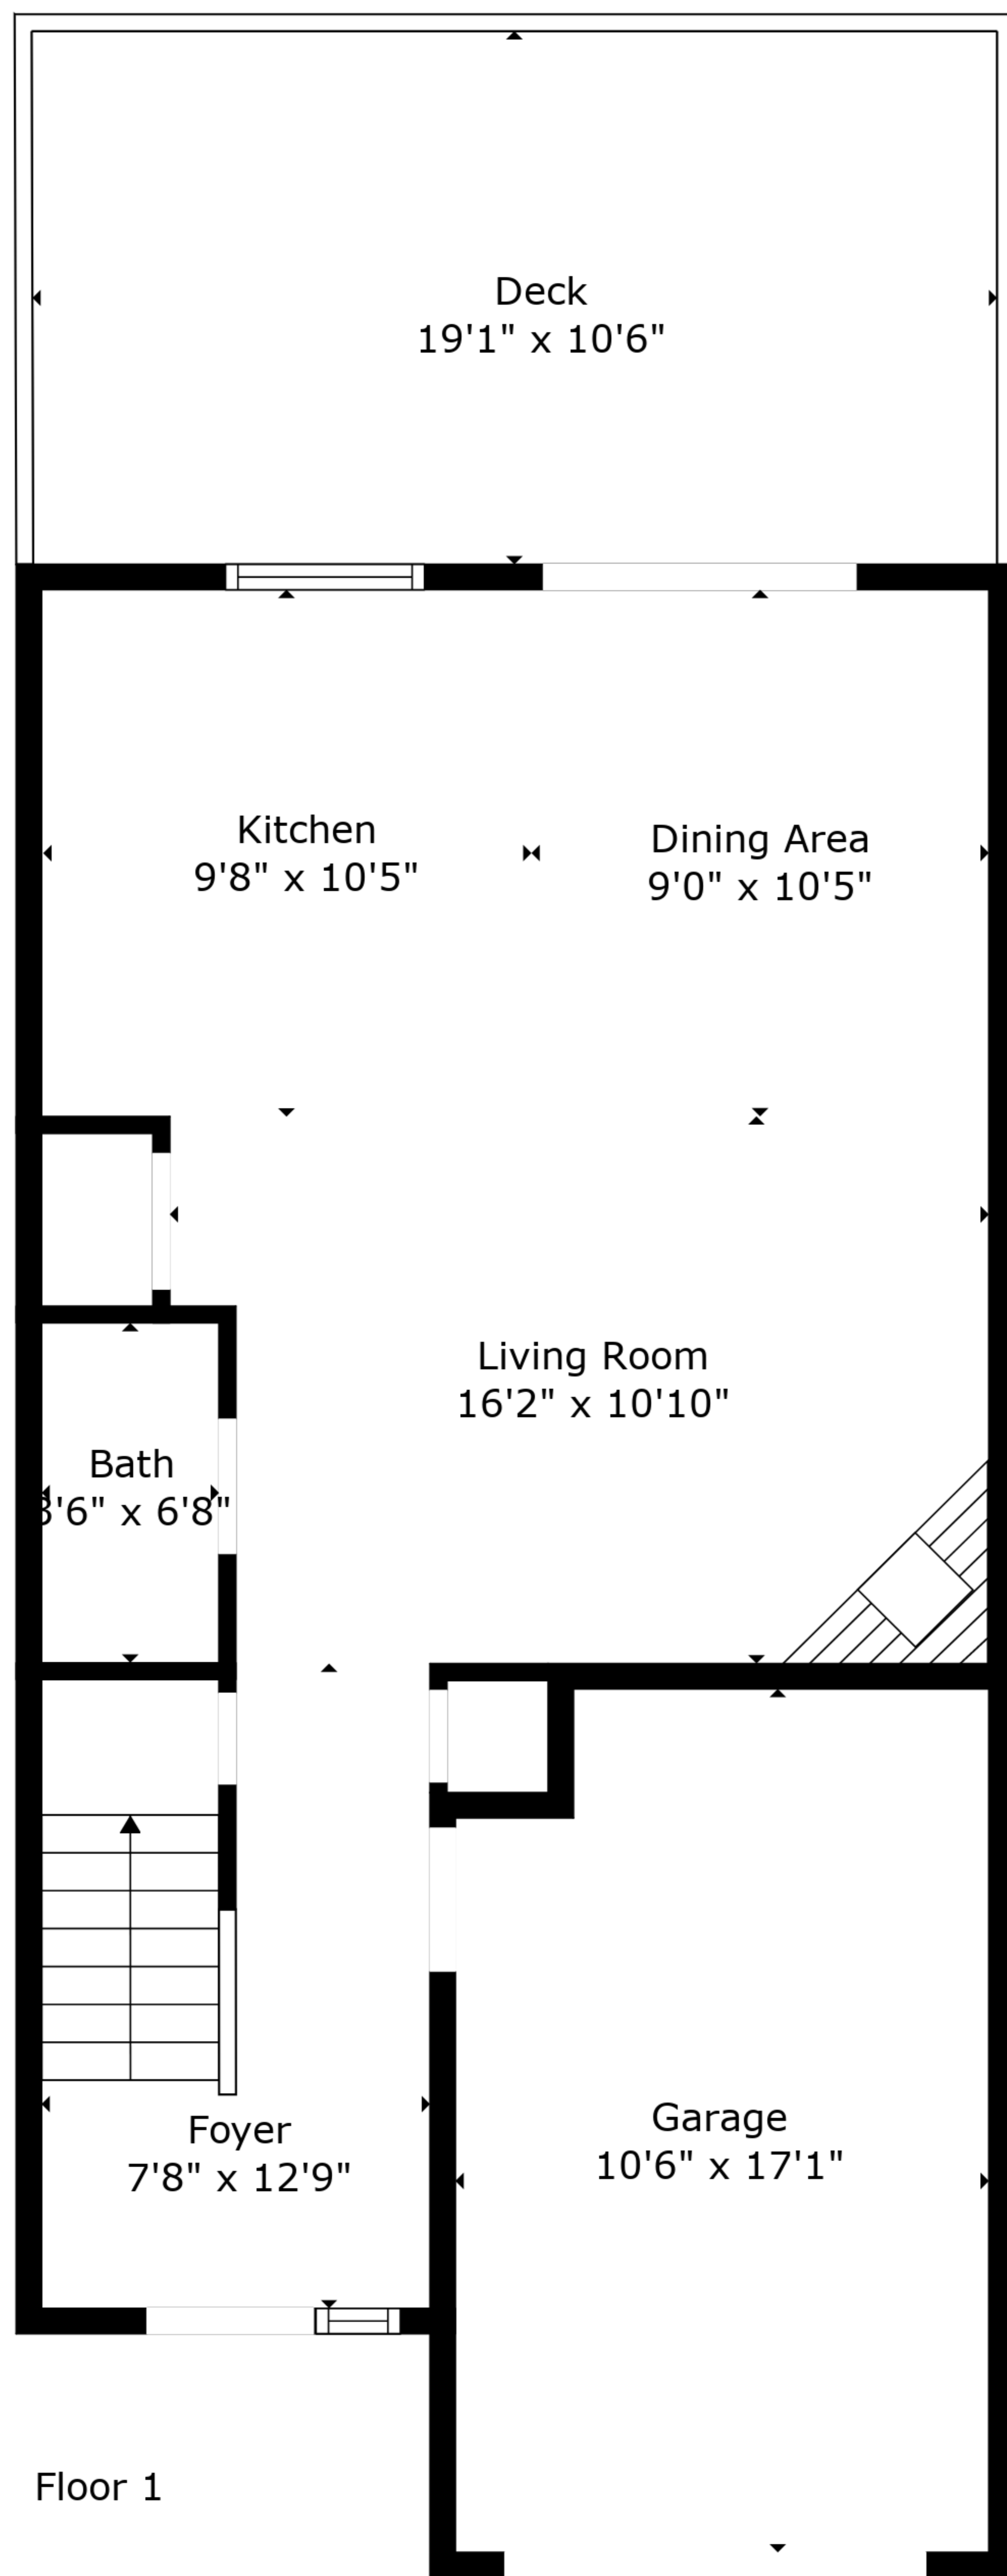 Deck
19'1" x 10'6"
Kitchen
9'8" x 10'5"
Dining Area
9'0" x 10'5"
Living Room
16'2" x 10'10"
Bath
3'6" x 6'8"
Foyer
7'8" x 12'9"
Garage
10'6" x 17'1"
Floor 1